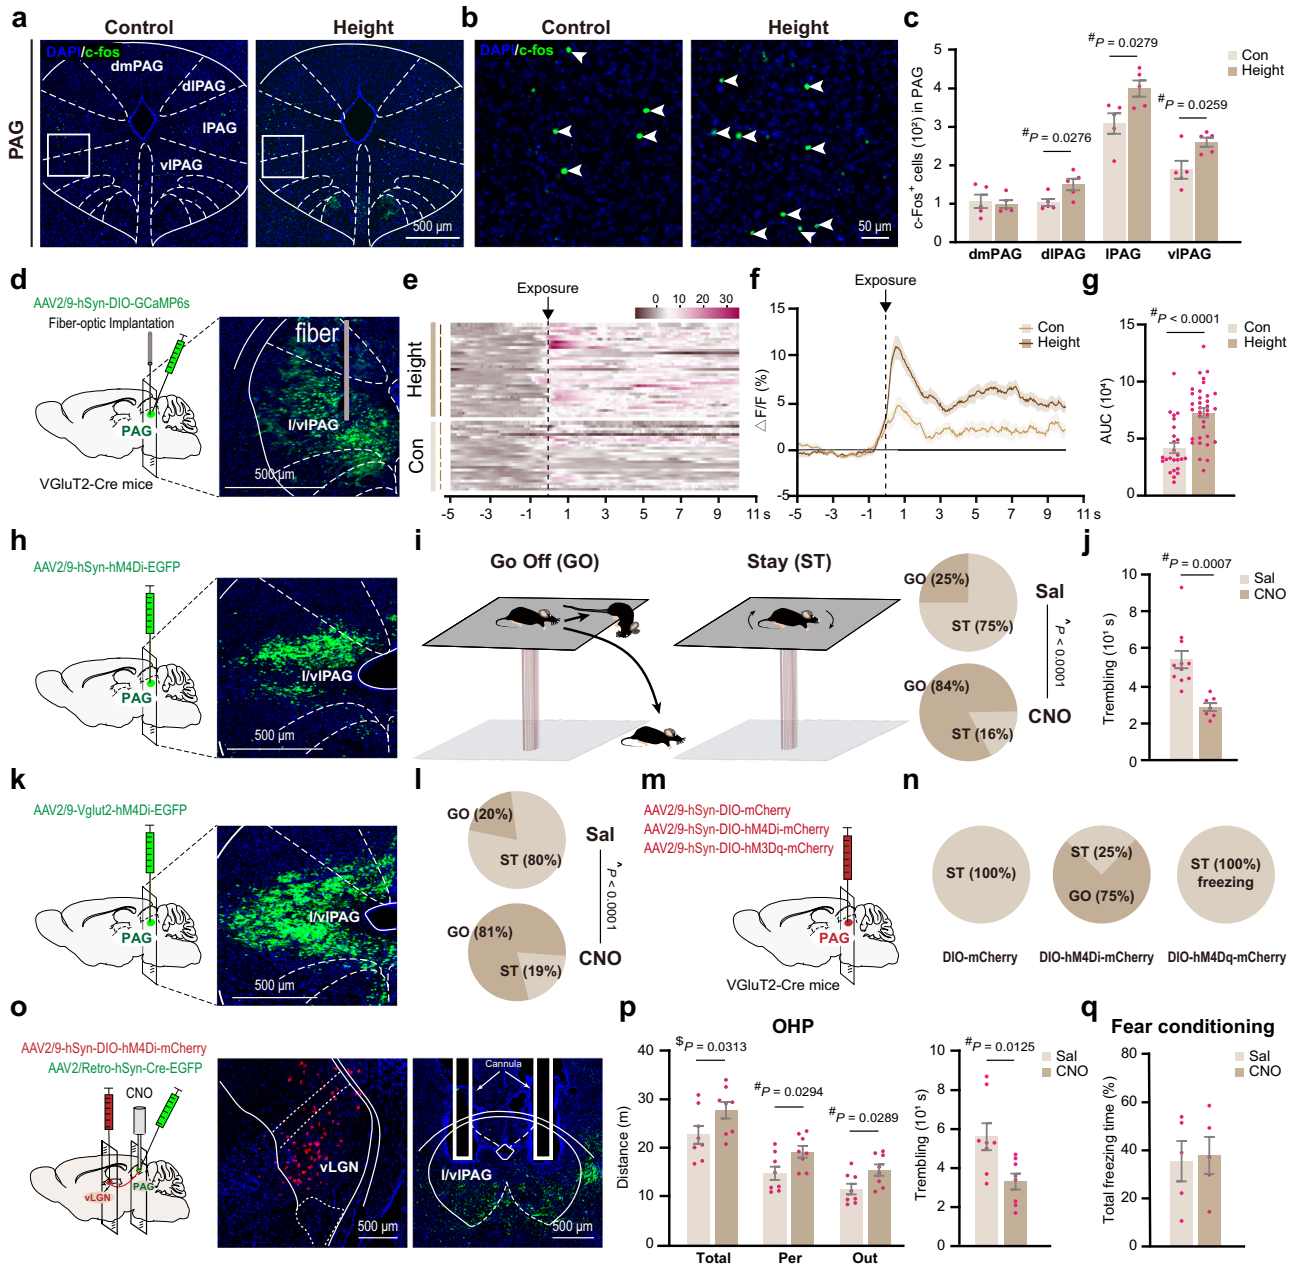 a
Control
Height
PAG
DAPI/c-fos
dmPAG
dlPAG
lPAG
vlPAG
500 µm
b
Control
Height
DAPI/c-fos
50 µm
c
c-Fos⁺ cells (10²) in PAG
5
4
3
2
1
0
#P = 0.0276
#P = 0.0279
#P = 0.0259
Con
Height
dmPAG
dlPAG
lPAG
vlPAG
d
AAV2/9-hSyn-DIO-GCaMP6s
Fiber-optic Implantation
PAG
VGluT2-Cre mice
fiber
l/vlPAG
500 µm
e
Exposure
0 10 20 30
Height
Con
-5 -3 -1 1 3 5 7 9 11 s
f
Exposure
△F/F (%)
15
10
5
0
-5
Con
Height
-5 -3 -1 1 3 5 7 9 11 s
g
#P < 0.0001
Con
Height
AUC (10⁴)
15
10
5
0
h
AAV2/9-hSyn-hM4Di-EGFP
PAG
l/vlPAG
500 µm
i
Go Off (GO)
Stay (ST)
GO (25%)
ST (75%)
Sal
^P < 0.0001
GO (84%)
ST (16%)
CNO
j
#P = 0.0007
Sal
CNO
Trembling (10¹ s)
10
8
6
4
2
0
k
AAV2/9-Vglut2-hM4Di-EGFP
PAG
l/vlPAG
500 µm
l
GO (20%)
ST (80%)
Sal
^P < 0.0001
GO (81%)
ST (19%)
CNO
m
AAV2/9-hSyn-DIO-mCherry
AAV2/9-hSyn-DIO-hM4Di-mCherry
AAV2/9-hSyn-DIO-hM3Dq-mCherry
PAG
VGluT2-Cre mice
n
ST (100%)
DIO-mCherry
ST (25%)
GO (75%)
DIO-hM4Di-mCherry
ST (100%)
freezing
DIO-hM4Dq-mCherry
o
AAV2/9-hSyn-DIO-hM4Di-mCherry
AAV2/Retro-hSyn-Cre-EGFP
CNO
vLGN
PAG
vLGN
500 µm
Cannula
l/vlPAG
500 µm
p
OHP
Distance (m)
40
30
20
10
0
$P = 0.0313
#P = 0.0294
#P = 0.0289
Total
Per
Out
#P = 0.0125
Sal
CNO
Trembling (10¹ s)
10
8
6
4
2
0
q
Fear conditioning
Sal
CNO
Total freezing time (%)
80
60
40
20
0